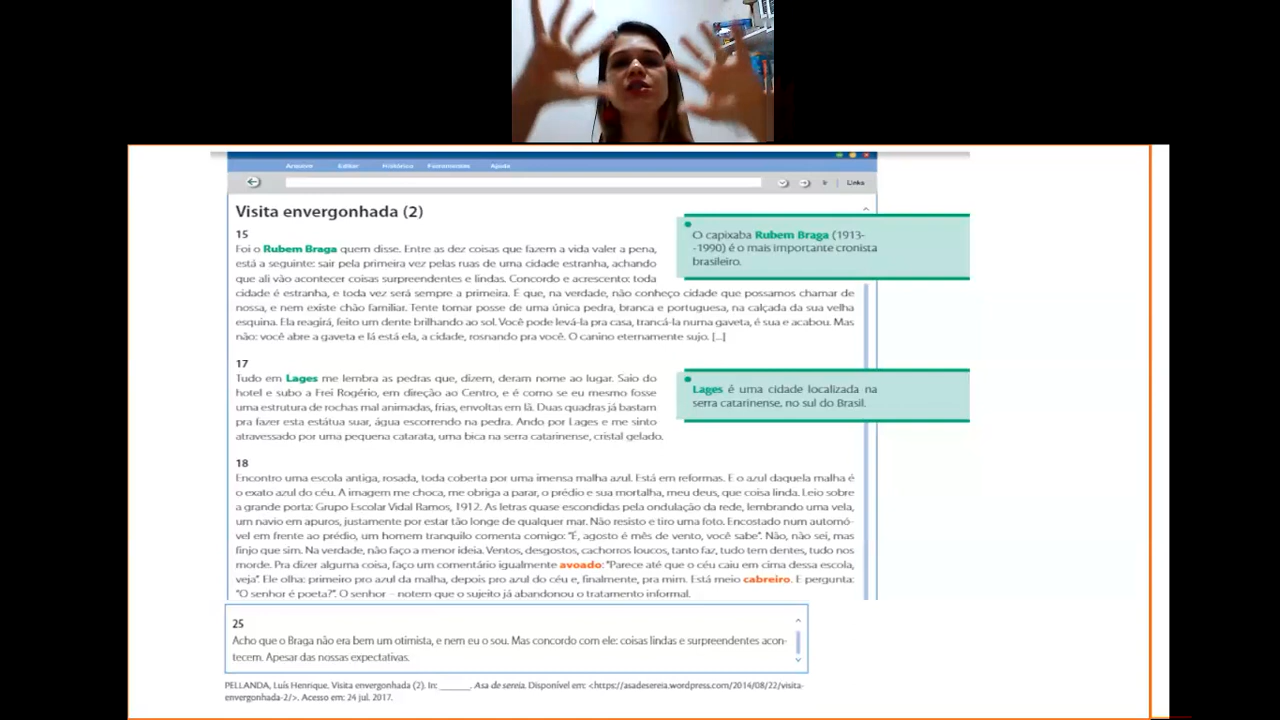 Arquivo Editar Histórico Ferramentas Ajuda
Ir | Links
Visita envergonhada (2)
15
Foi o Rubem Braga quem disse. Entre as dez coisas que fazem a vida valer a pena,
está a seguinte: sair pela primeira vez pelas ruas de uma cidade estranha, achando
que ali vão acontecer coisas surpreendentes e lindas. Concordo e acrescento: toda
cidade é estranha, e toda vez será sempre a primeira. É que, na verdade, não conheço cidade que possamos chamar de
nossa, e nem existe chão familiar. Tente tomar posse de uma única pedra, branca e portuguesa, na calçada da sua velha
esquina. Ela reagirá, feito um dente brilhando ao sol. Você pode levá-la pra casa, trancá-la numa gaveta, é sua e acabou. Mas
não: você abre a gaveta e lá está ela, a cidade, rosnando pra você. O canino eternamente sujo. [...]
O capixaba Rubem Braga (1913-
-1990) é o mais importante cronista
brasileiro.
17
Tudo em Lages me lembra as pedras que, dizem, deram nome ao lugar. Saio do
hotel e subo a Frei Rogério, em direção ao Centro, e é como se eu mesmo fosse
uma estrutura de rochas mal animadas, frias, envoltas em lã. Duas quadras já bastam
pra fazer esta estátua suar, água escorrendo na pedra. Ando por Lages e me sinto
atravessado por uma pequena catarata, uma bica na serra catarinense, cristal gelado.
Lages é uma cidade localizada na
serra catarinense, no sul do Brasil.
18
Encontro uma escola antiga, rosada, toda coberta por uma imensa malha azul. Está em reformas. E o azul daquela malha é
o exato azul do céu. A imagem me choca, me obriga a parar, o prédio e sua mortalha, meu deus, que coisa linda. Leio sobre
a grande porta: Grupo Escolar Vidal Ramos, 1912. As letras quase escondidas pela ondulação da rede, lembrando uma vela,
um navio em apuros, justamente por estar tão longe de qualquer mar. Não resisto e tiro uma foto. Encostado num automó-
vel em frente ao prédio, um homem tranquilo comenta comigo: "É, agosto é mês de vento, você sabe". Não, não sei, mas
finjo que sim. Na verdade, não faço a menor ideia. Ventos, desgostos, cachorros loucos, tanto faz, tudo tem dentes, tudo nos
morde. Pra dizer alguma coisa, faço um comentário igualmente avoado: "Parece até que o céu caiu em cima dessa escola,
veja". Ele olha: primeiro pro azul da malha, depois pro azul do céu e, finalmente, pra mim. Está meio cabreiro. E pergunta:
"O senhor é poeta?". O senhor – notem que o sujeito já abandonou o tratamento informal.
25
Acho que o Braga não era bem um otimista, e nem eu o sou. Mas concordo com ele: coisas lindas e surpreendentes acon-
tecem. Apesar das nossas expectativas.
PELLANDA, Luís Henrique. Visita envergonhada (2). In: ______. Asa de sereia. Disponível em: <https://asadesereia.wordpress.com/2014/08/22/visita-
envergonhada-2/>. Acesso em: 24 jul. 2017.